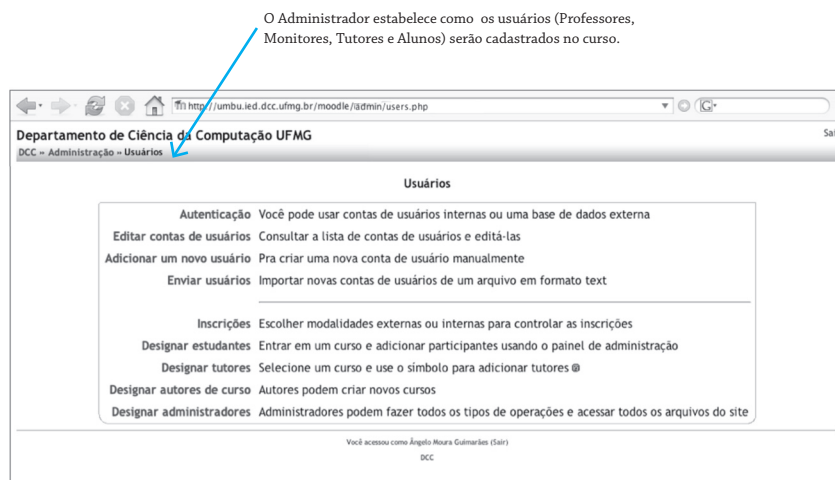 O Administrador estabelece como os usuários (Professores,
Monitores, Tutores e Alunos) serão cadastrados no curso.
http://umbu.ied.dcc.ufmg.br/moodle/admin/users.php
G
Departamento de Ciência da Computação UFMG
Sai
DCC » Administração » Usuários
Usuários
Autenticação Você pode usar contas de usuários internas ou uma base de dados externa
Editar contas de usuários Consultar a lista de contas de usuários e editá-las
Adicionar um novo usuário Pra criar uma nova conta de usuário manualmente
Enviar usuários Importar novas contas de usuários de um arquivo em formato text
Inscrições Escolher modalidades externas ou internas para controlar as inscrições
Designar estudantes Entrar em um curso e adicionar participantes usando o painel de administração
Designar tutores Selecione um curso e use o símbolo para adicionar tutores @
Designar autores de curso Autores podem criar novos cursos
Designar administradores Administradores podem fazer todos os tipos de operações e acessar todos os arquivos do site
Você acessou como Ângelo Moura Guimarães (Sair)
DCC